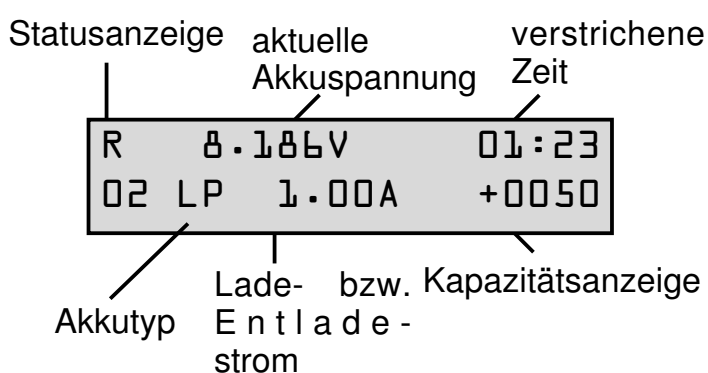 Statusanzeige
aktuelle
Akkuspannung
verstrichene
Zeit
R 8.186V 01:23
02 LP 1.00A +0050
Akkutyp
Lade- bzw.
Entlade-
strom
Kapazitätsanzeige